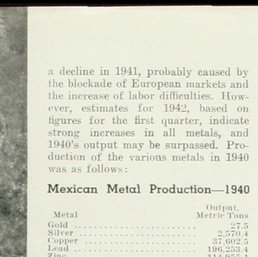 a decline in 1941, probably caused by
the blockade of European markets and
the increase of labor difficulties. How-
ever, estimates for 1942, based on
figures for the first quarter, indicate
strong increases in all metals, and
1940's output may be surpassed. Pro-
duction of the various metals in 1940
was as follows:
Mexican Metal Production—1940
Output,
Metal Metric Tons
Gold ........................ 27.5
Silver ...................... 2,570.4
Copper ..................... 37,602.5
Lead ....................... 196,253.4
Zinc